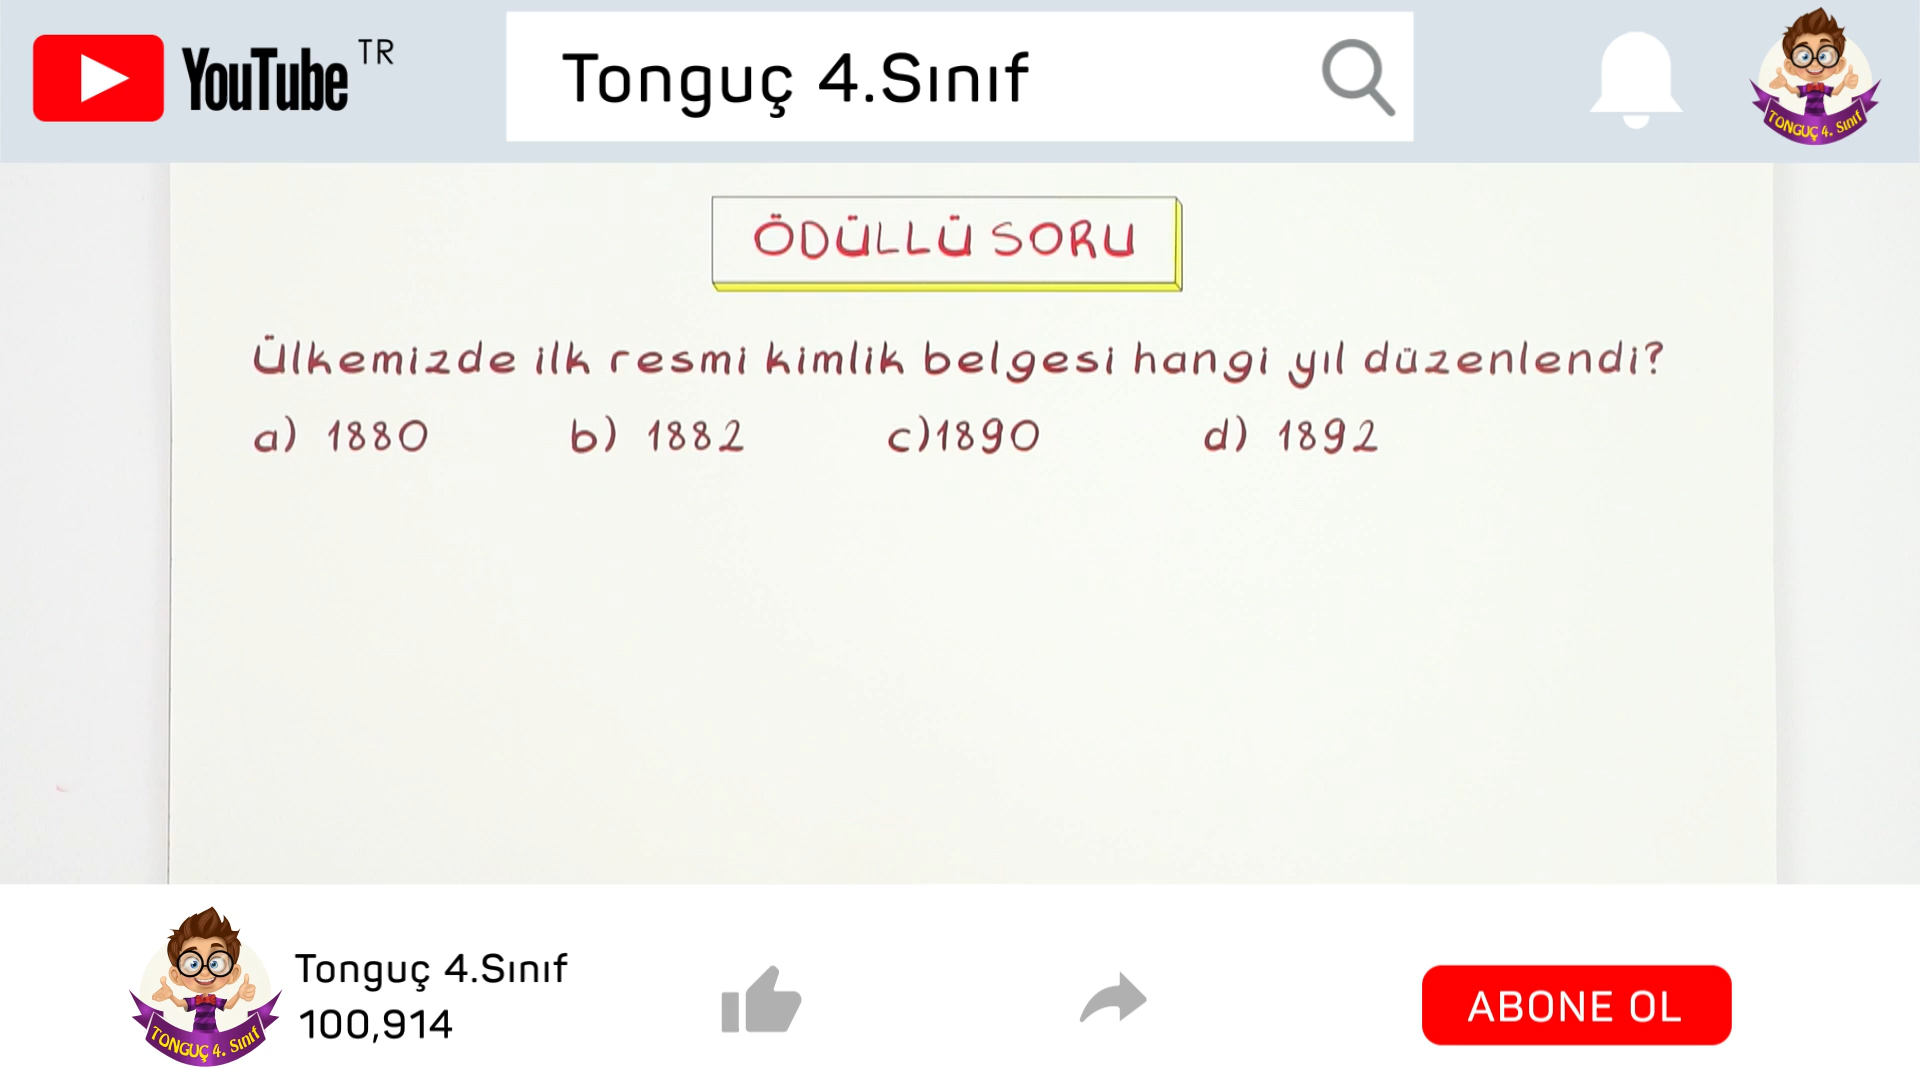 YouTube TR
Tonguç 4.Sınıf
TONGUÇ 4. Sınıf
ÖDÜLLÜ SORU
Ülkemizde ilk resmi kimlik belgesi hangi yıl düzenlendi?
a) 1880 b) 1882 c)1890 d) 1892
Tonguç 4.Sınıf
100,914
TONGUÇ 4. Sınıf
ABONE OL